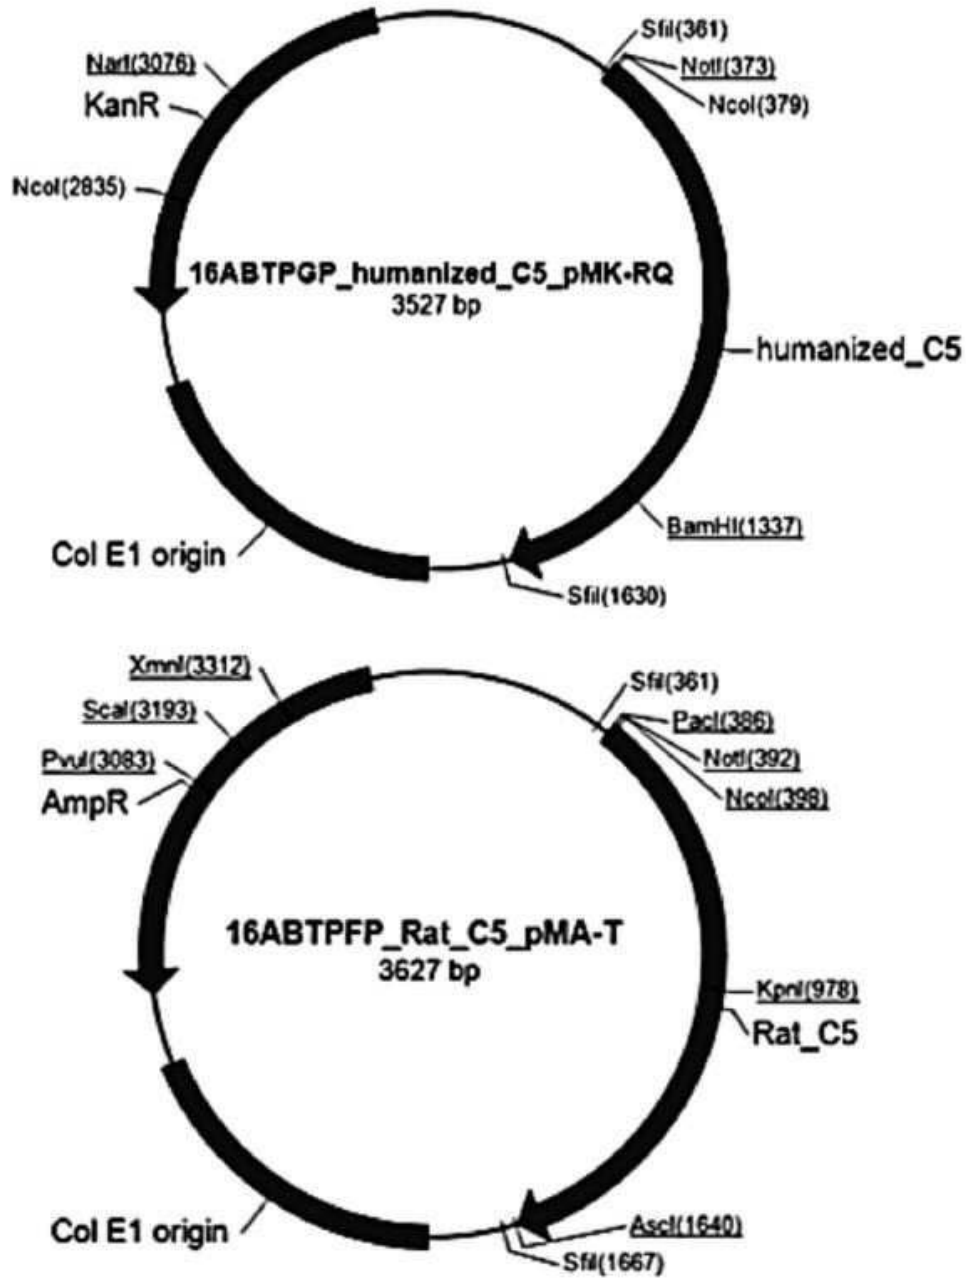 SfiI(361)
NarI(3076)
NotI(373)
KanR
NcoI(379)
NcoI(2835)
16ABTPGP_humanized_C5_pMK-RQ
3527 bp
humanized_C5
BamHI(1337)
Col E1 origin
SfiI(1630)
XmnI(3312)
SfiI(361)
ScaI(3193)
PacI(386)
PvuI(3083)
NotI(392)
AmpR
NcoI(398)
16ABTPFP_Rat_C5_pMA-T
3627 bp
KpnI(978)
Rat_C5
Col E1 origin
AscI(1640)
SfiI(1667)